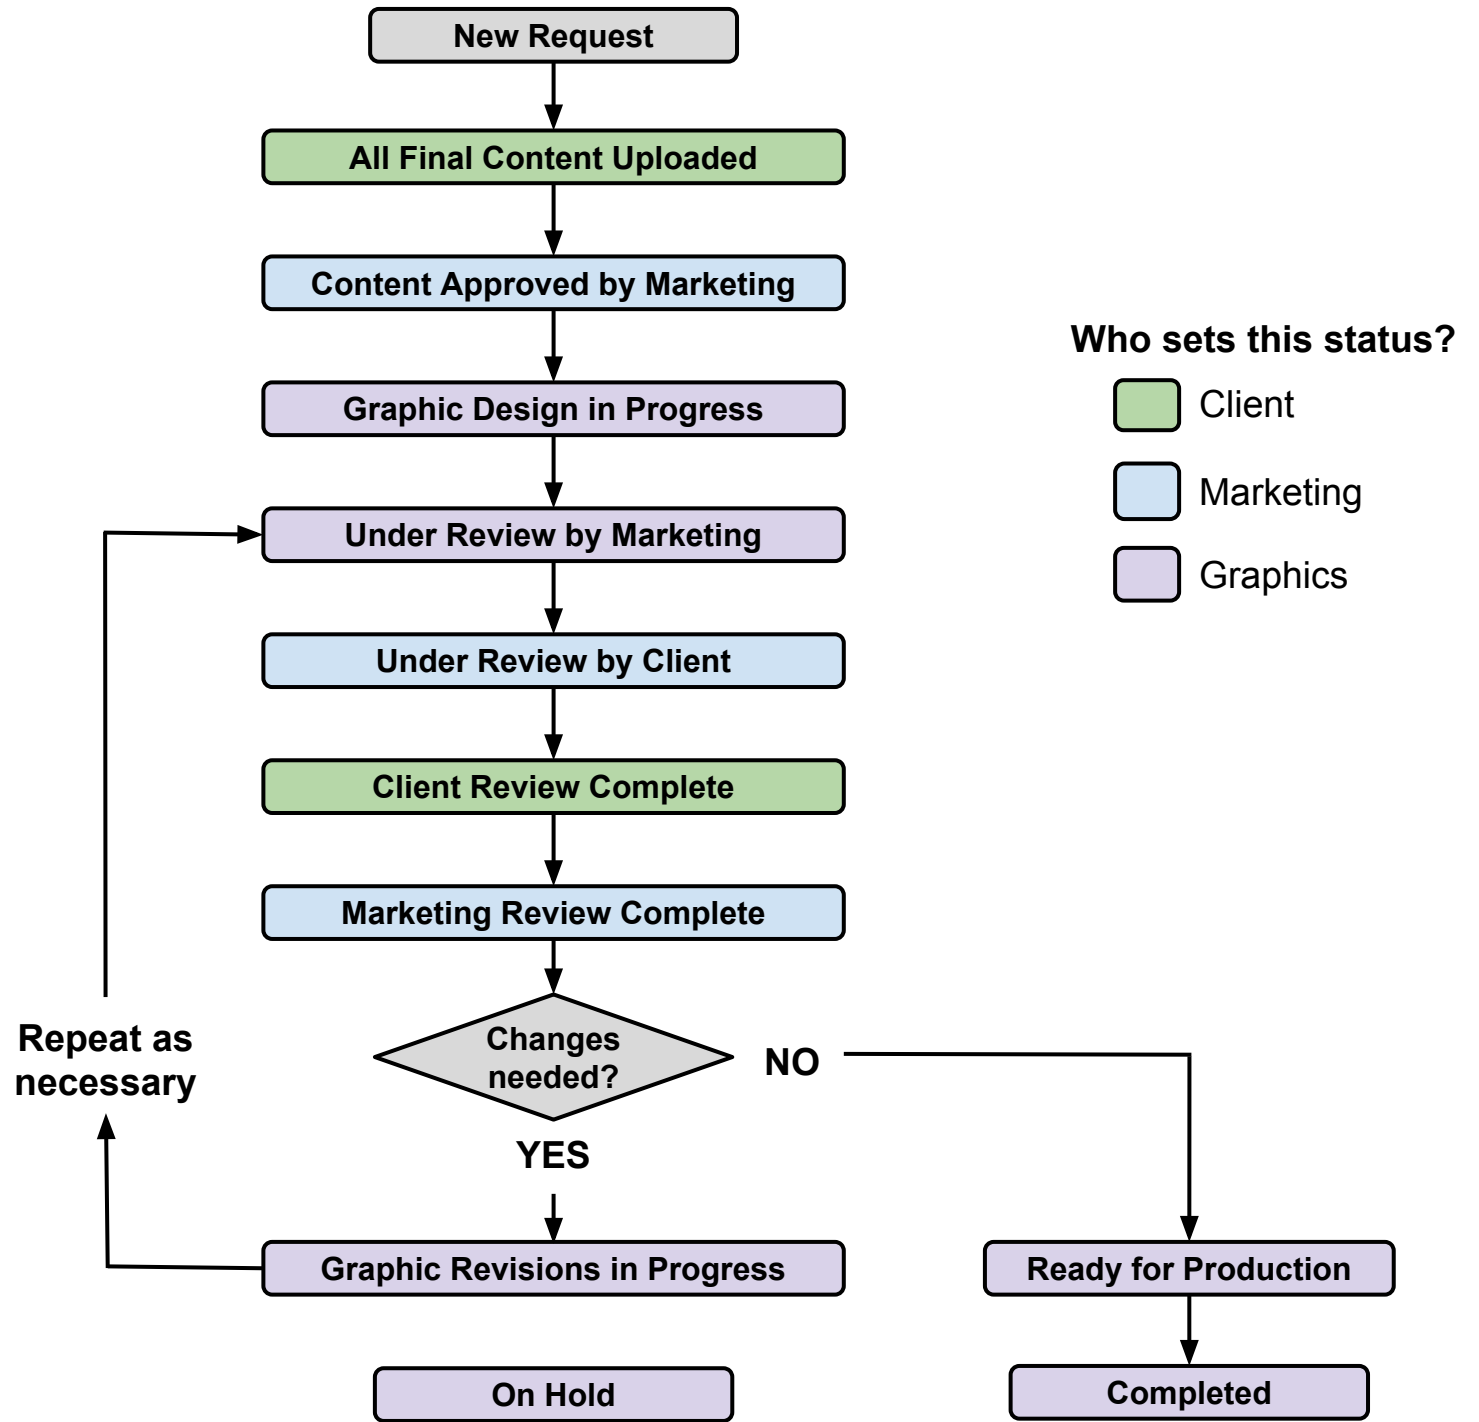 New Request
All Final Content Uploaded
Content Approved by Marketing
Graphic Design in Progress
Under Review by Marketing
Under Review by Client
Client Review Complete
Marketing Review Complete
Changes
needed?
NO
YES
Repeat as
necessary
Graphic Revisions in Progress
Ready for Production
On Hold
Completed
Who sets this status?
Client
Marketing
Graphics